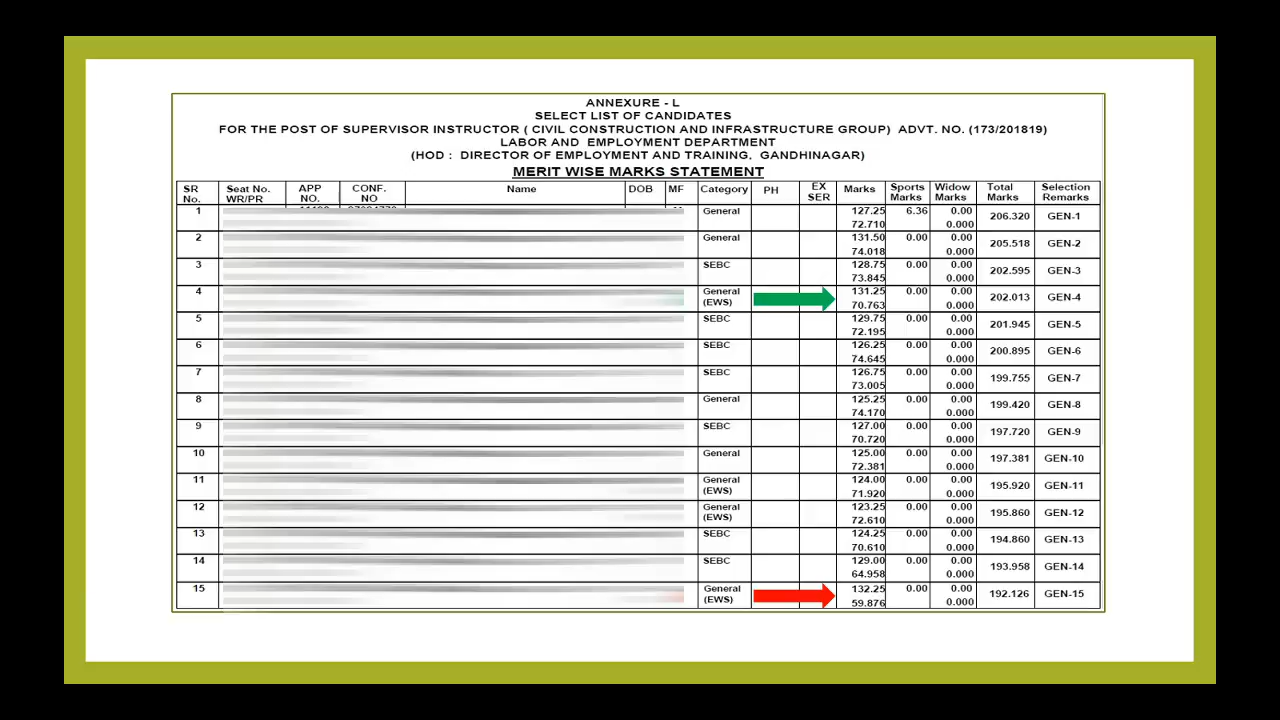 ANNEXURE - L
SELECT LIST OF CANDIDATES
FOR THE POST OF SUPERVISOR INSTRUCTOR ( CIVIL CONSTRUCTION AND INFRASTRUCTURE GROUP) ADVT. NO. (173/201819)
LABOR AND EMPLOYMENT DEPARTMENT
(HOD : DIRECTOR OF EMPLOYMENT AND TRAINING, GANDHINAGAR)
MERIT WISE MARKS STATEMENT
SR No. Seat No. WR/PR APP NO. CONF. NO Name DOB MF Category PH EX SER Marks Sports Marks Widow Marks Total Marks Selection Remarks
1 General 127.25 6.36 0.00 206.320 GEN-1
72.710 0.000
2 General 131.50 0.00 0.00 205.518 GEN-2
74.018 0.000
3 SEBC 128.75 0.00 0.00 202.595 GEN-3
73.845 0.000
4 General 131.25 0.00 0.00 202.013 GEN-4
(EWS) 70.763 0.000
5 SEBC 129.75 0.00 0.00 201.945 GEN-5
72.195 0.000
6 SEBC 126.25 0.00 0.00 200.895 GEN-6
74.645 0.000
7 SEBC 126.75 0.00 0.00 199.755 GEN-7
73.005 0.000
8 General 125.25 0.00 0.00 199.420 GEN-8
74.170 0.000
9 SEBC 127.00 0.00 0.00 197.720 GEN-9
70.720 0.000
10 General 125.00 0.00 0.00 197.381 GEN-10
72.381 0.000
11 General 124.00 0.00 0.00 195.920 GEN-11
(EWS) 71.920 0.000
12 General 123.25 0.00 0.00 195.860 GEN-12
(EWS) 72.610 0.000
13 SEBC 124.25 0.00 0.00 194.860 GEN-13
70.610 0.000
14 SEBC 129.00 0.00 0.00 193.958 GEN-14
64.958 0.000
15 General 132.25 0.00 0.00 192.126 GEN-15
(EWS) 59.876 0.000